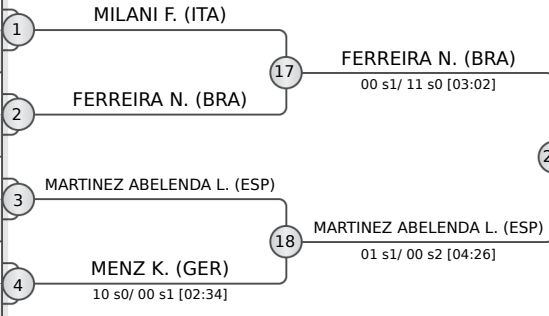 MILANI F. (ITA)
1
17
FERREIRA N. (BRA)
00 s1/ 11 s0 [03:02]
FERREIRA N. (BRA)
2
MARTINEZ ABELENDA L. (ESP)
3
18
MARTINEZ ABELENDA L. (ESP)
01 s1/ 00 s2 [04:26]
MENZ K. (GER)
4
10 s0/ 00 s1 [02:34]